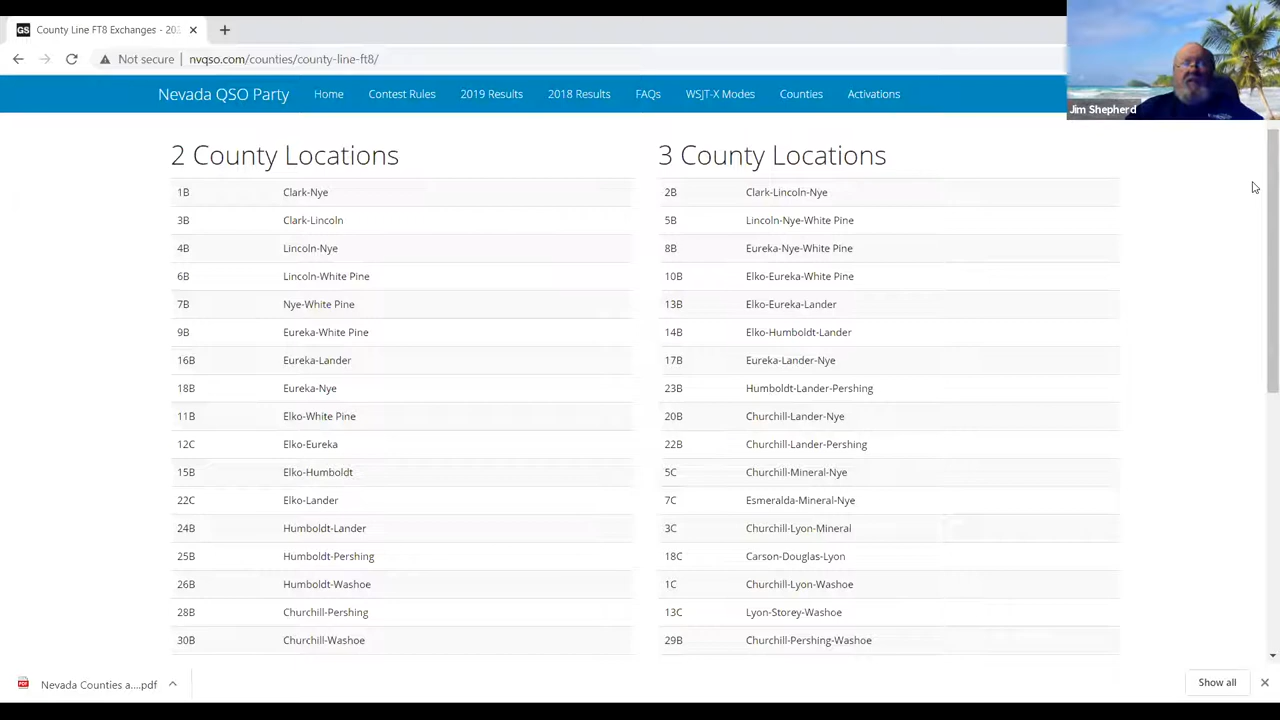 GS County Line FT8 Exchanges - 202
Not secure nvqso.com/counties/county-line-ft8/
Nevada QSO Party Home Contest Rules 2019 Results 2018 Results FAQs WSJT-X Modes Counties Activations
Jim Shepherd
2 County Locations
1B Clark-Nye
3B Clark-Lincoln
4B Lincoln-Nye
6B Lincoln-White Pine
7B Nye-White Pine
9B Eureka-White Pine
16B Eureka-Lander
18B Eureka-Nye
11B Elko-White Pine
12C Elko-Eureka
15B Elko-Humboldt
22C Elko-Lander
24B Humboldt-Lander
25B Humboldt-Pershing
26B Humboldt-Washoe
28B Churchill-Pershing
30B Churchill-Washoe
3 County Locations
2B Clark-Lincoln-Nye
5B Lincoln-Nye-White Pine
8B Eureka-Nye-White Pine
10B Elko-Eureka-White Pine
13B Elko-Eureka-Lander
14B Elko-Humboldt-Lander
17B Eureka-Lander-Nye
23B Humboldt-Lander-Pershing
20B Churchill-Lander-Nye
22B Churchill-Lander-Pershing
5C Churchill-Mineral-Nye
7C Esmeralda-Mineral-Nye
3C Churchill-Lyon-Mineral
18C Carson-Douglas-Lyon
1C Churchill-Lyon-Washoe
13C Lyon-Storey-Washoe
29B Churchill-Pershing-Washoe
PDF Nevada Counties a....pdf
Show all